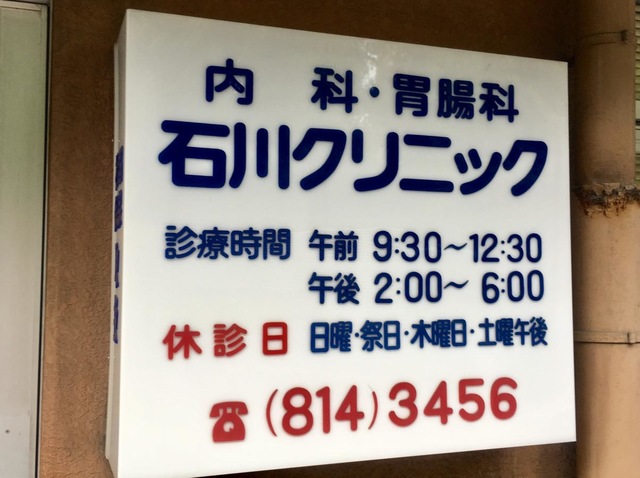 内 科・胃腸科
石川クリニック
診療時間 午前 9:30～12:30
午後 2:00～ 6:00
休診日 日曜・祭日・木曜日・土曜午後
☎(814)3456